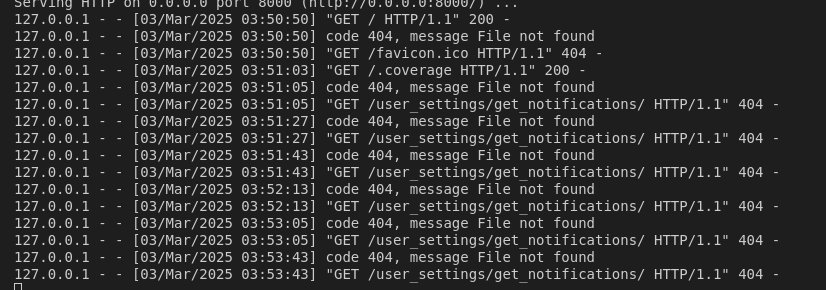 Serving HTTP on 0.0.0.0 port 8000 (http://0.0.0.0:8000/) ...
127.0.0.1 - - [03/Mar/2025 03:50:50] "GET / HTTP/1.1" 200 -
127.0.0.1 - - [03/Mar/2025 03:50:50] code 404, message File not found
127.0.0.1 - - [03/Mar/2025 03:50:50] "GET /favicon.ico HTTP/1.1" 404 -
127.0.0.1 - - [03/Mar/2025 03:51:03] "GET /.coverage HTTP/1.1" 200 -
127.0.0.1 - - [03/Mar/2025 03:51:05] code 404, message File not found
127.0.0.1 - - [03/Mar/2025 03:51:05] "GET /user_settings/get_notifications/ HTTP/1.1" 404 -
127.0.0.1 - - [03/Mar/2025 03:51:27] code 404, message File not found
127.0.0.1 - - [03/Mar/2025 03:51:27] "GET /user_settings/get_notifications/ HTTP/1.1" 404 -
127.0.0.1 - - [03/Mar/2025 03:51:43] code 404, message File not found
127.0.0.1 - - [03/Mar/2025 03:51:43] "GET /user_settings/get_notifications/ HTTP/1.1" 404 -
127.0.0.1 - - [03/Mar/2025 03:52:13] code 404, message File not found
127.0.0.1 - - [03/Mar/2025 03:52:13] "GET /user_settings/get_notifications/ HTTP/1.1" 404 -
127.0.0.1 - - [03/Mar/2025 03:53:05] code 404, message File not found
127.0.0.1 - - [03/Mar/2025 03:53:05] "GET /user_settings/get_notifications/ HTTP/1.1" 404 -
127.0.0.1 - - [03/Mar/2025 03:53:43] code 404, message File not found
127.0.0.1 - - [03/Mar/2025 03:53:43] "GET /user_settings/get_notifications/ HTTP/1.1" 404 -